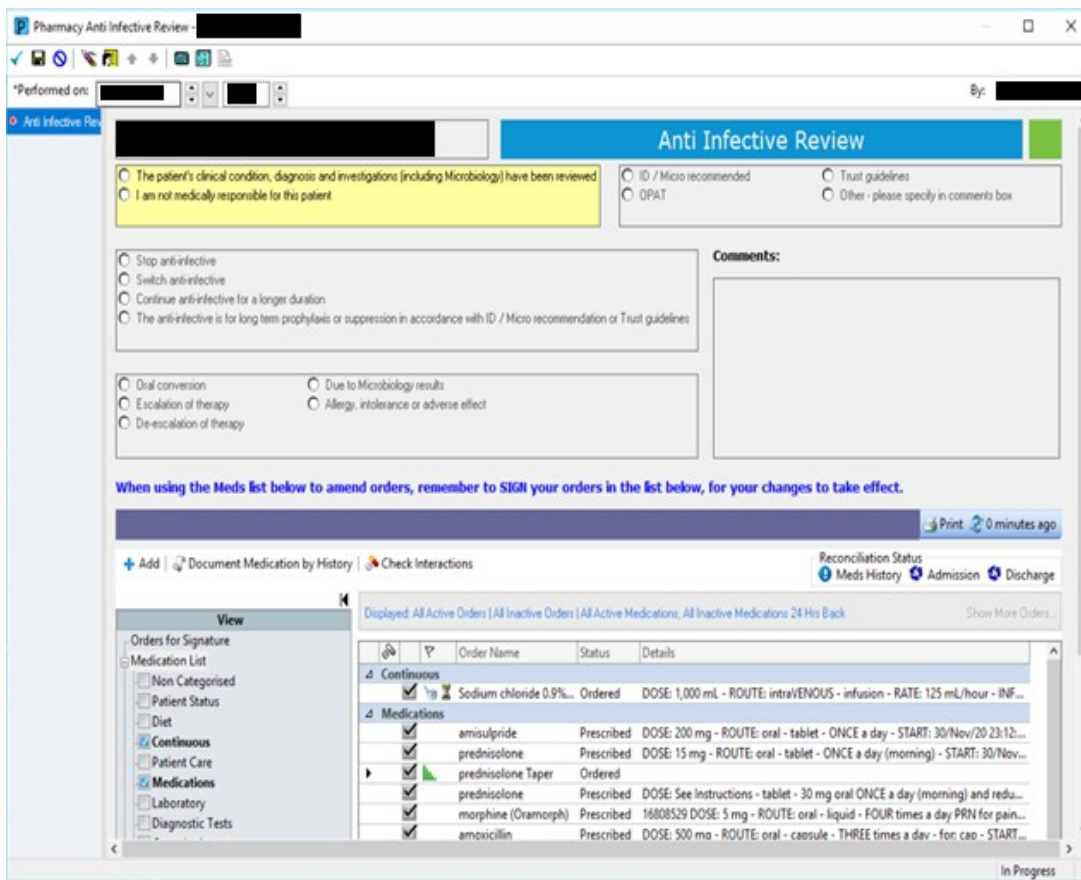 Pharmacy Anti Infective Review -
*Performed on:
By:
Anti Infective Rev
Anti Infective Review
The patient's clinical condition, diagnosis and investigations (including Microbiology) have been reviewed
I am not medically responsible for this patient
ID / Micro recommended
Trust guidelines
OPAT
Other - please specify in comments box
Stop anti-infective
Switch anti-infective
Continue anti-infective for a longer duration
The anti-infective is for long term prophylaxis or suppression in accordance with ID / Micro recommendation or Trust guidelines
Comments:
Oral conversion
Due to Microbiology results
Escalation of therapy
Allergy, intolerance or adverse effect
De-escalation of therapy
When using the Meds list below to amend orders, remember to SIGN your orders in the list below, for your changes to take effect.
Print 0 minutes ago
Add Document Medication by History Check Interactions
Reconciliation Status
Meds History Admission Discharge
View
Displayed: All Active Orders | All Inactive Orders | All Active Medications, All Inactive Medications 24 Hrs Back
Show More Orders...
Orders for Signature
Medication List
Non Categorised
Patient Status
Diet
Continuous
Patient Care
Medications
Laboratory
Diagnostic Tests
Order Name Status Details
Continuous
Sodium chloride 0.9%... Ordered DOSE: 1,000 mL - ROUTE: intraVENOUS - infusion - RATE: 125 mL/hour - INF...
Medications
amisulpride Prescribed DOSE: 200 mg - ROUTE: oral - tablet - ONCE a day - START: 30/Nov/20 23:12:...
prednisolone Prescribed DOSE: 15 mg - ROUTE: oral - tablet - ONCE a day (morning) - START: 30/Nov...
prednisolone Taper Ordered
prednisolone Prescribed DOSE: See Instructions - tablet - 30 mg oral ONCE a day (morning) and redu...
morphine (Oramorph) Prescribed 16808529 DOSE: 5 mg - ROUTE: oral - liquid - FOUR times a day PRN for pain...
amoxicillin Prescribed DOSE: 500 mg - ROUTE: oral - capsule - THREE times a day - for: cap - START...
In Progress